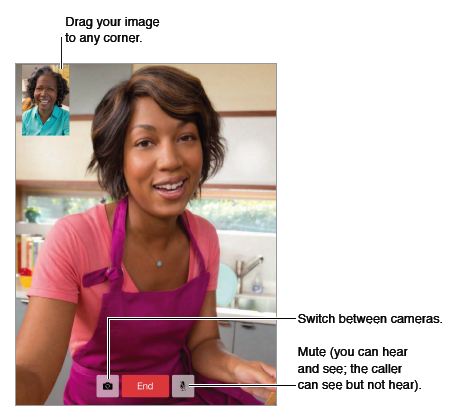 Drag your image
to any corner.
Switch between cameras.
Mute (you can hear
and see; the caller
can see but not hear).
End